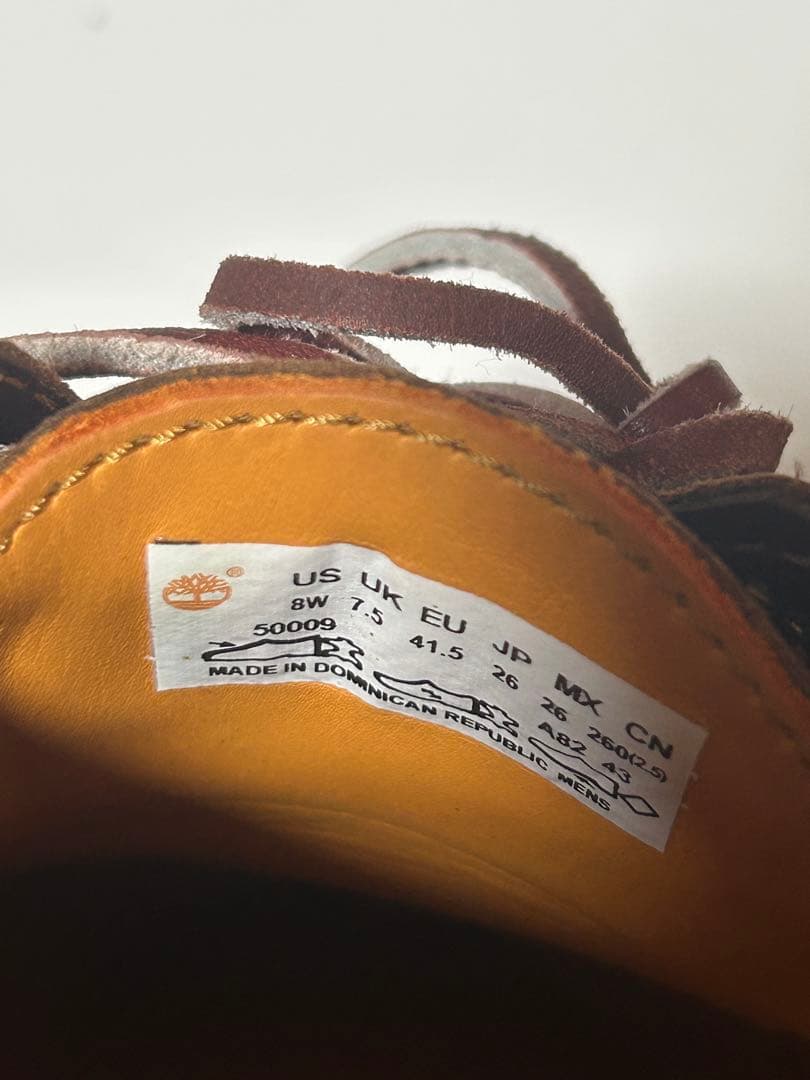 ®
US UK EU JP MX CN
8W 7.5 41.5 26 26 260(2.5)
50009 A82 43
MADE IN DOMINICAN REPUBLIC MENS